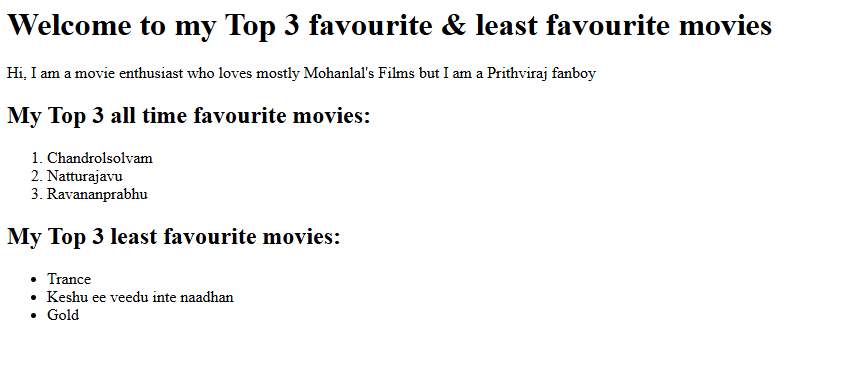 Welcome to my Top 3 favourite & least favourite movies
Hi, I am a movie enthusiast who loves mostly Mohanlal's Films but I am a Prithviraj fanboy
My Top 3 all time favourite movies:
1. Chandrolsolvam
2. Natturajavu
3. Ravananprabhu
My Top 3 least favourite movies:
• Trance
• Keshu ee veedu inte naadhan
• Gold